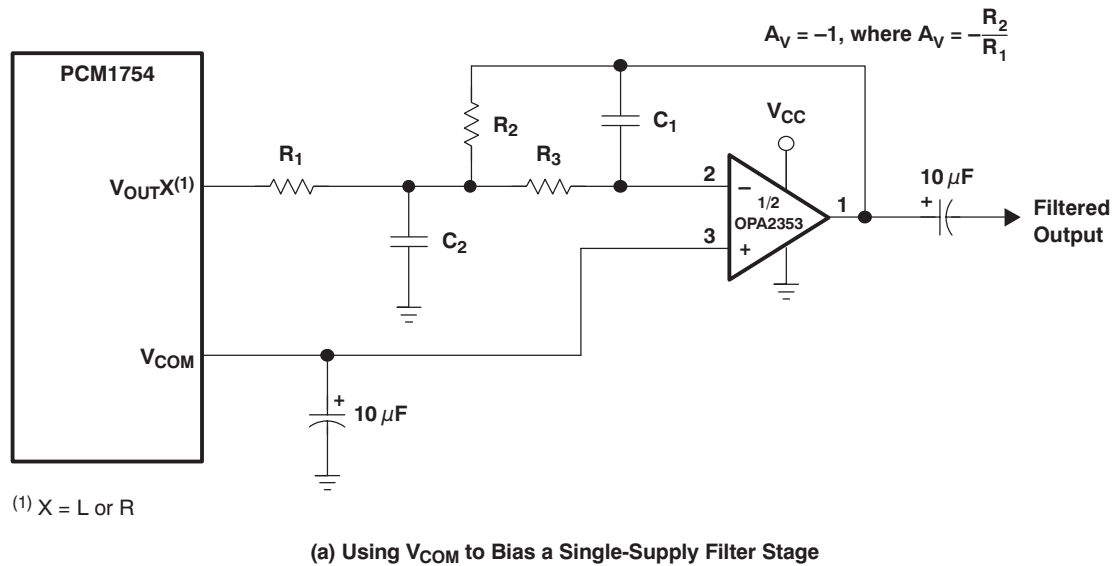 A_V = −1, where A_V = −R_2/R_1
PCM1754
V_OUTX^(1)
R_1
R_2
R_3
C_1
C_2
V_CC
2
−
1/2
OPA2353
3
+
1
10 μF
+
Filtered
Output
V_COM
+
10 μF
(1) X = L or R
(a) Using V_COM to Bias a Single-Supply Filter Stage